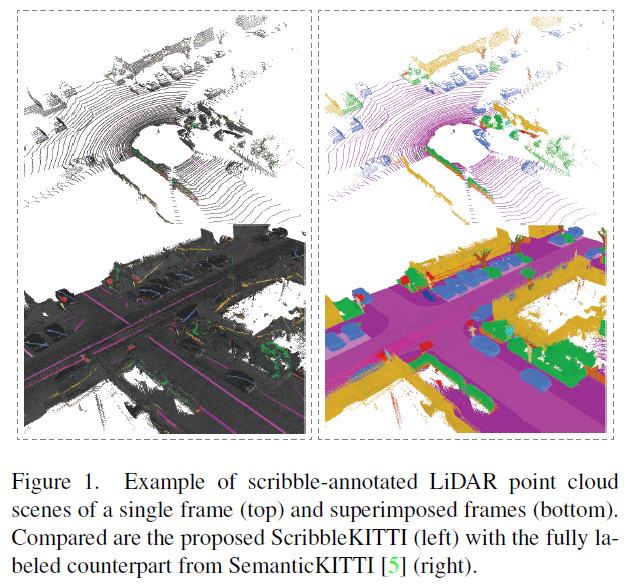 Figure 1. Example of scribble-annotated LiDAR point cloud
scenes of a single frame (top) and superimposed frames (bottom).
Compared are the proposed ScribbleKITTI (left) with the fully la-
beled counterpart from SemanticKITTI [5] (right).